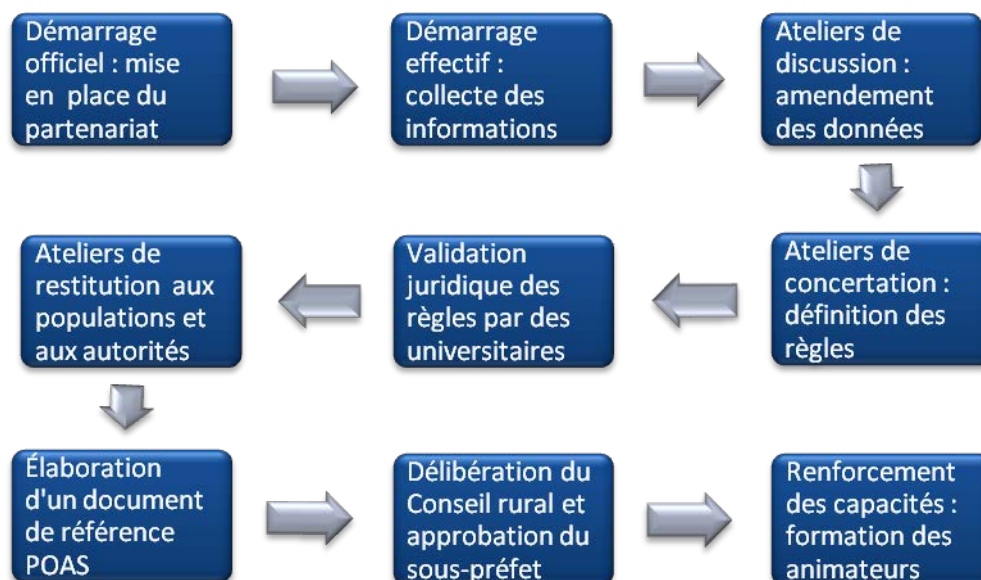 Démarrage
officiel : mise
en place du
partenariat
Démarrage
effectif :
collecte des
informations
Ateliers de
discussion :
amendement
des données
Ateliers de
concertation :
définition des
règles
Validation
juridique des
règles par des
universitaires
Ateliers de
restitution aux
populations et
aux autorités
Élaboration
d'un document
de référence
POAS
Délibération du
Conseil rural et
approbation du
sous-préfet
Renforcement
des capacités :
formation des
animateurs